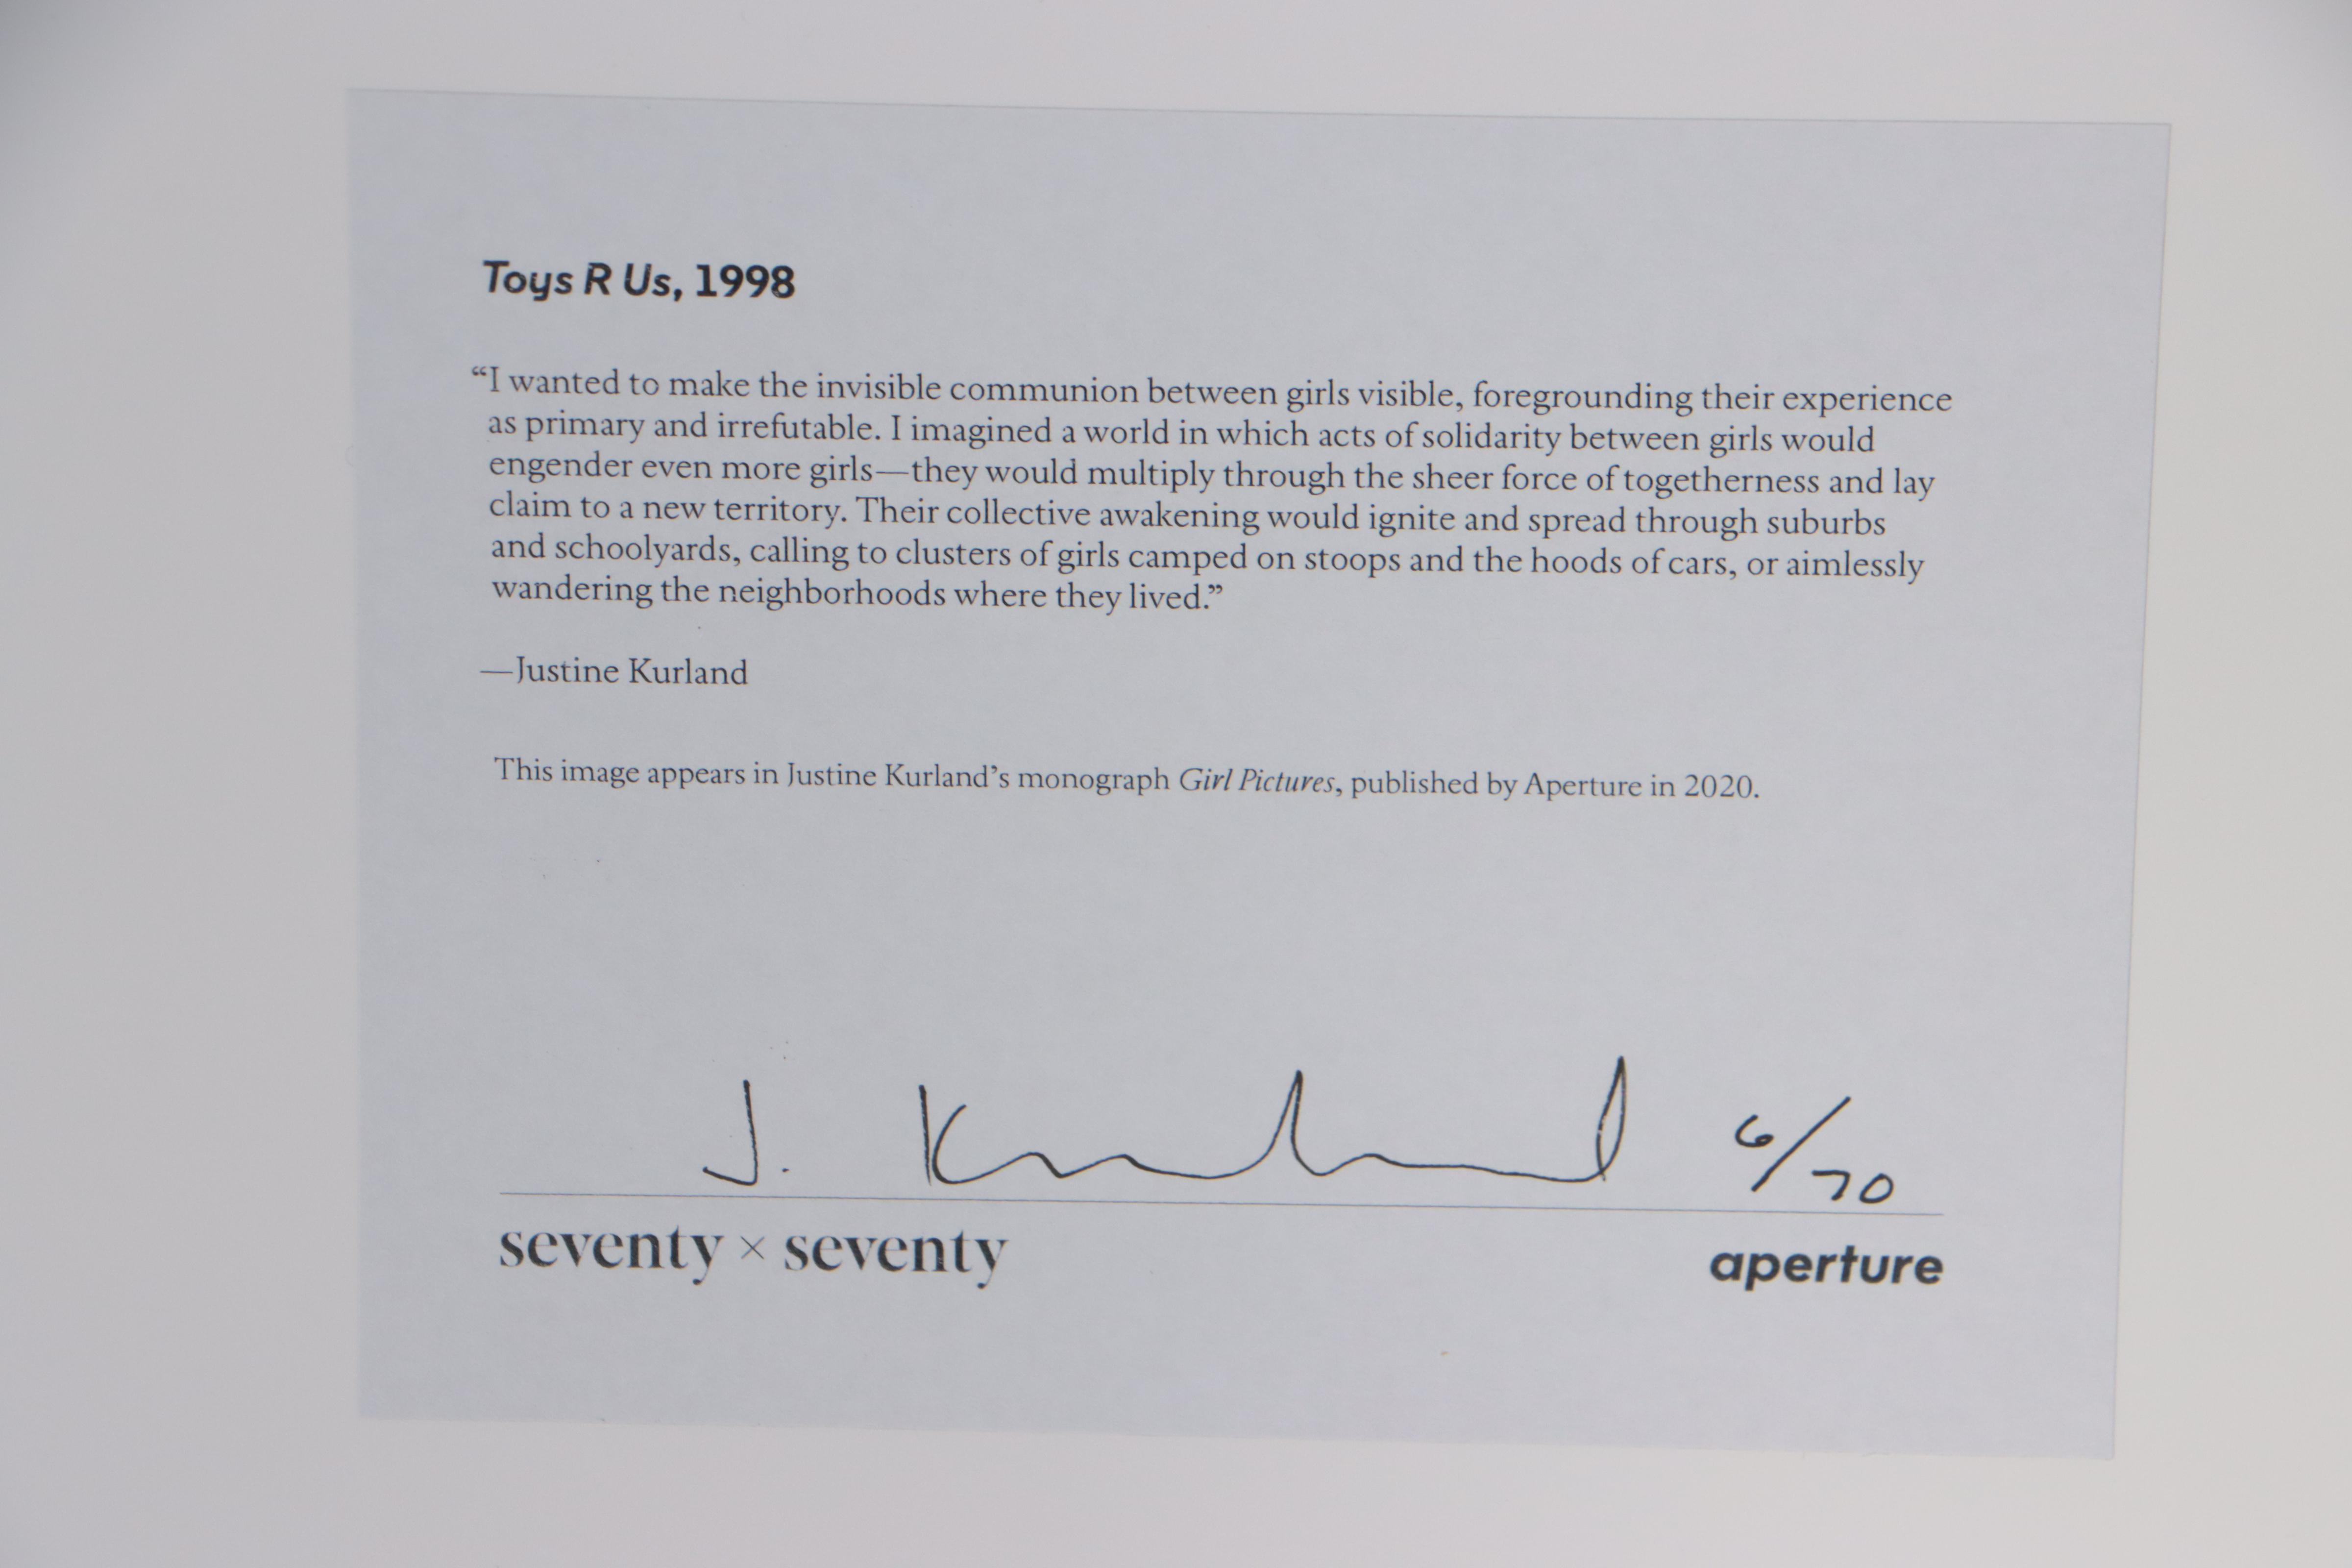 Toys R Us, 1998
“I wanted to make the invisible communion between girls visible, foregrounding their experience
as primary and irrefutable. I imagined a world in which acts of solidarity between girls would
engender even more girls—they would multiply through the sheer force of togetherness and lay
claim to a new territory. Their collective awakening would ignite and spread through suburbs
and schoolyards, calling to clusters of girls camped on stoops and the hoods of cars, or aimlessly
wandering the neighborhoods where they lived.”
—Justine Kurland
This image appears in Justine Kurland’s monograph Girl Pictures, published by Aperture in 2020.
J. Kurland 6/70
seventy × seventy aperture